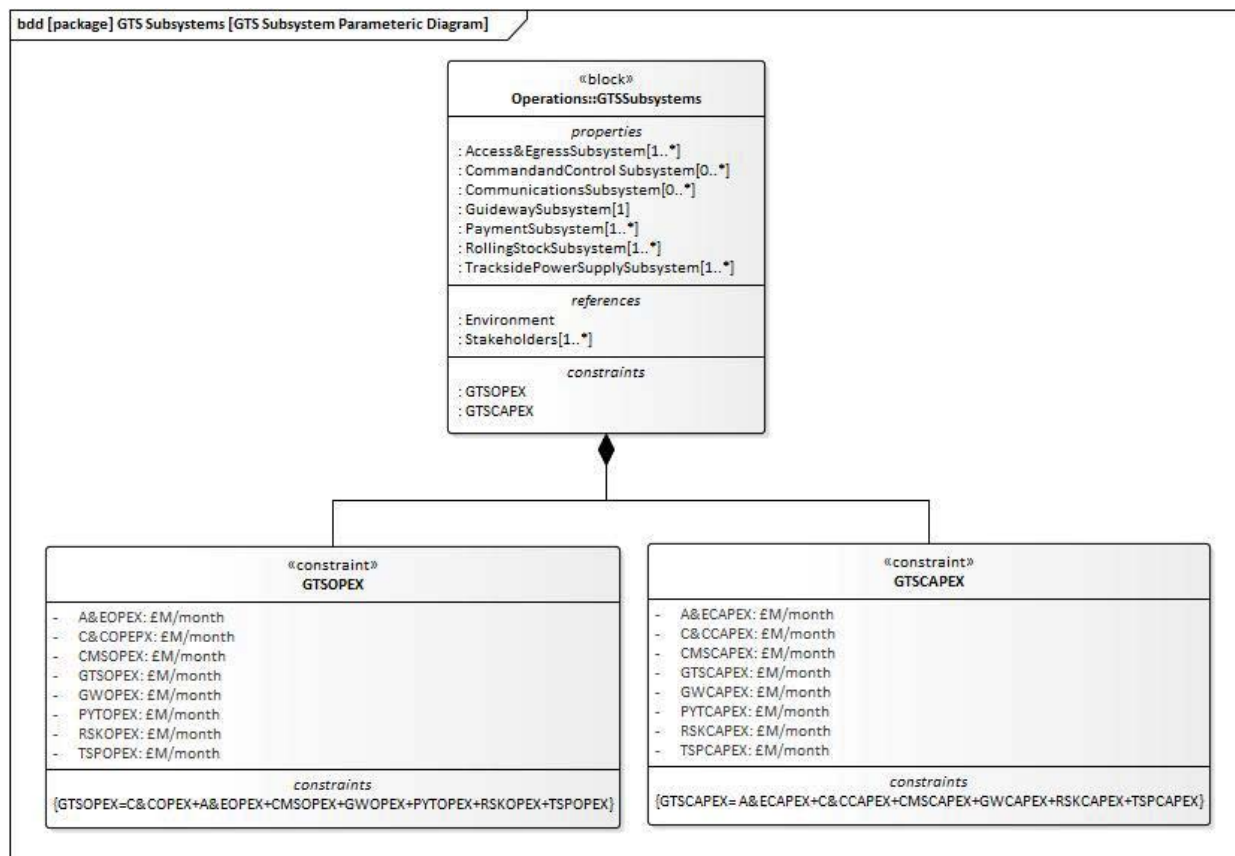 bdd [package] GTS Subsystems [GTS Subsystem Parameteric Diagram]
«block»
Operations::GTSSubsystems
properties
: Access&EgressSubsystem[1..*]
: CommandandControl Subsystem[0..*]
: CommunicationsSubsystem[0..*]
: GuidewaySubsystem[1]
: PaymentSubsystem[1..*]
: RollingStockSubsystem[1..*]
: TracksidePowerSupplySubsystem[1..*]
references
: Environment
: Stakeholders[1..*]
constraints
: GTSOPEX
: GTSCAPEX
«constraint»
GTSOPEX
- A&EOPEX: £M/month
- C&COPEPX: £M/month
- CMSOPEX: £M/month
- GTSOPEX: £M/month
- GWOPEX: £M/month
- PYTOPEX: £M/month
- RSKOPEX: £M/month
- TSPOPEX: £M/month
constraints
{GTSOPEX=C&COPEX+A&EOPEX+CMSOPEX+GWOPEX+PYTOPEX+RSKOPEX+TSPOPEX}
«constraint»
GTSCAPEX
- A&ECAPEX: £M/month
- C&CCAPEX: £M/month
- CMSCAPEX: £M/month
- GTSCAPEX: £M/month
- GWCAPEX: £M/month
- PYTCAPEX: £M/month
- RSKCAPEX: £M/month
- TSPCAPEX: £M/month
constraints
{GTSCAPEX= A&ECAPEX+C&CCAPEX+CMSCAPEX+GWCAPEX+RSKCAPEX+TSPCAPEX}